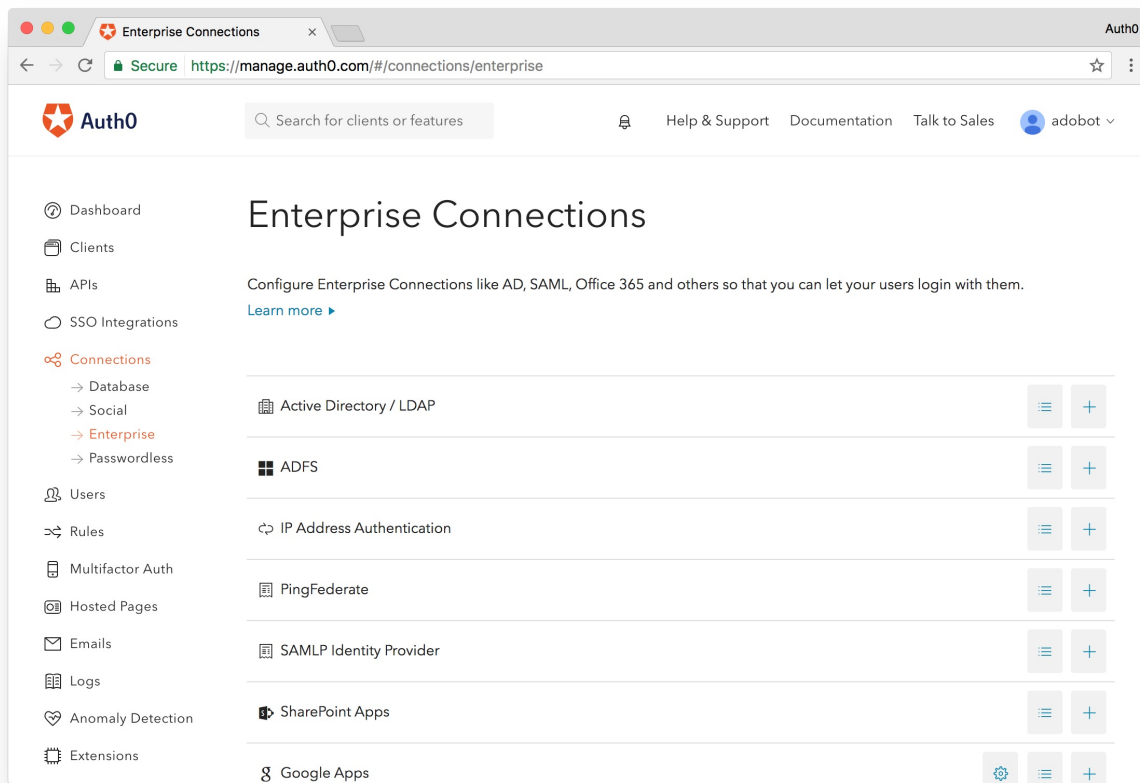 Enterprise Connections
Auth0
Secure https://manage.auth0.com/#/connections/enterprise
Auth0
Search for clients or features
Help & Support
Documentation
Talk to Sales
adobot
Dashboard
Clients
APIs
SSO Integrations
Connections
Database
Social
Enterprise
Passwordless
Users
Rules
Multifactor Auth
Hosted Pages
Emails
Logs
Anomaly Detection
Extensions
Enterprise Connections
Configure Enterprise Connections like AD, SAML, Office 365 and others so that you can let your users login with them.
Learn more
Active Directory / LDAP
ADFS
IP Address Authentication
PingFederate
SAMLP Identity Provider
SharePoint Apps
Google Apps